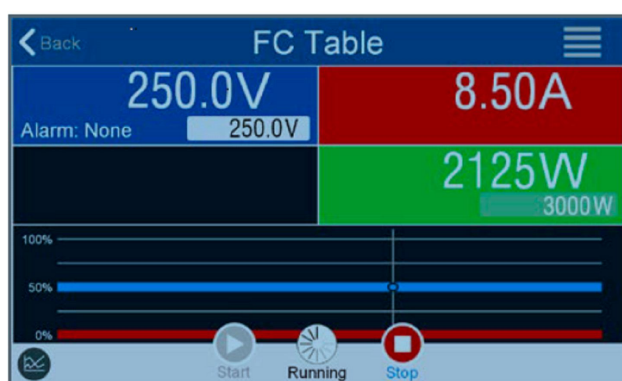 Back
FC Table
250.0V
8.50A
Alarm: None
250.0V
2125W
3000W
100%
50%
0%
Start
Running
Stop